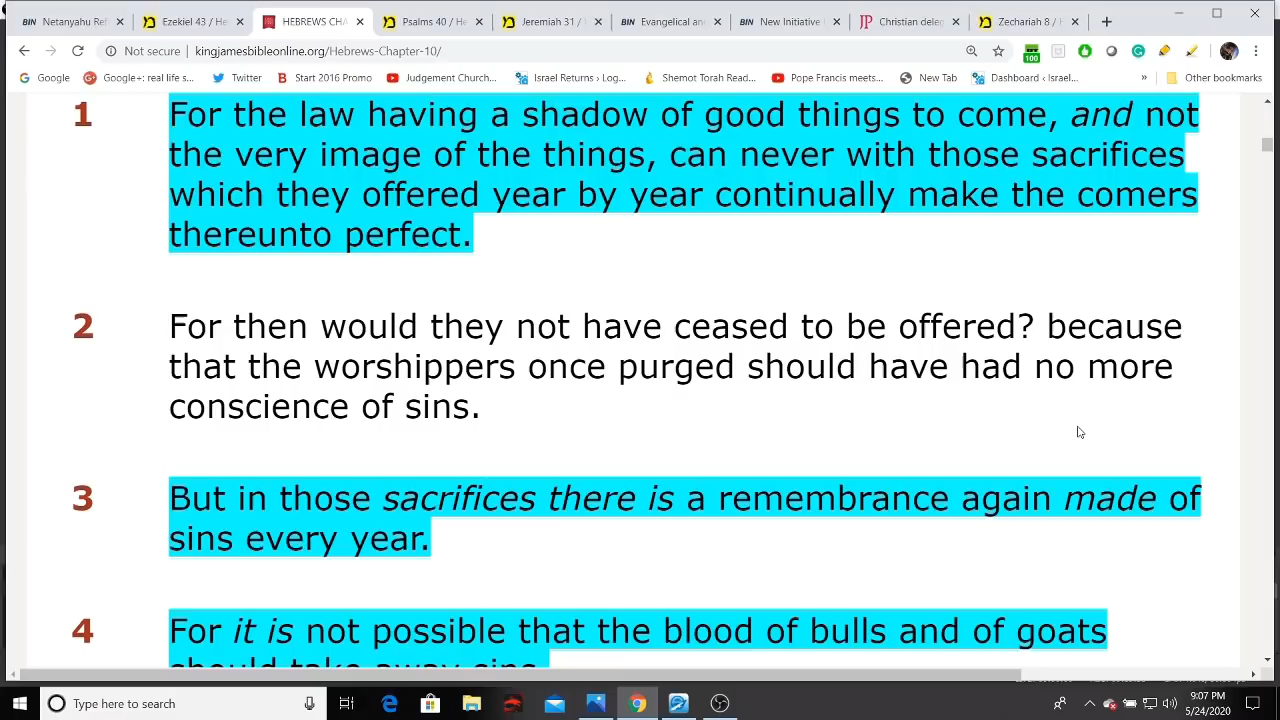 BIN Netanyahu Ref
Ezekiel 43 / He
HEBREWS CHA
Psalms 40 / He
Jeremiah 31 / J
BIN Evangelical an
BIN New Initiative
JP Christian deleg
Zechariah 8 / H
Not secure | kingjamesbibleonline.org/Hebrews-Chapter-10/
100
Google
Google+: real life s...
Twitter
Start 2016 Promo
Judgement Church...
Israel Returns › Log...
Shemot Torah Read...
Pope Francis meets...
New Tab
Dashboard ‹ Israel...
»
Other bookmarks
1 For the law having a shadow of good things to come, and not
the very image of the things, can never with those sacrifices
which they offered year by year continually make the comers
thereunto perfect.
2 For then would they not have ceased to be offered? because
that the worshippers once purged should have had no more
conscience of sins.
3 But in those sacrifices there is a remembrance again made of
sins every year.
4 For it is not possible that the blood of bulls and of goats
should take away sins.
Type here to search
9:07 PM
5/24/2020